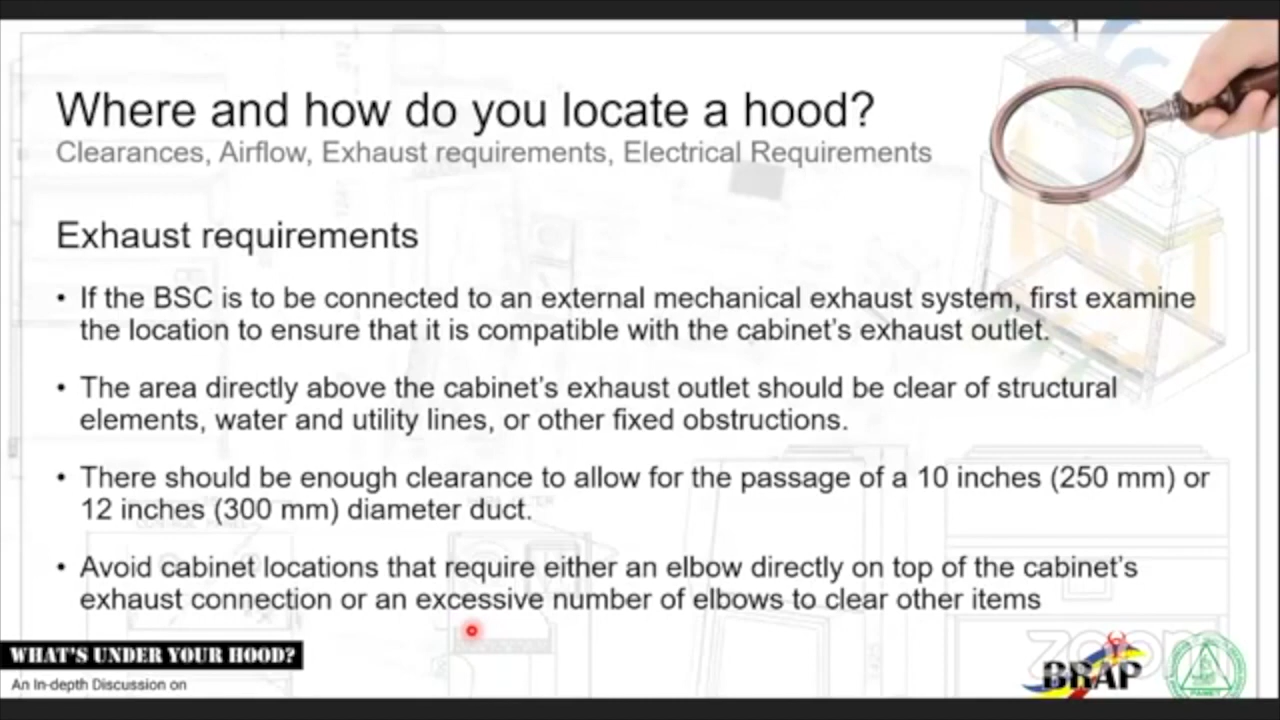 Where and how do you locate a hood?
Clearances, Airflow, Exhaust requirements, Electrical Requirements
Exhaust requirements
• If the BSC is to be connected to an external mechanical exhaust system, first examine
the location to ensure that it is compatible with the cabinet's exhaust outlet.
• The area directly above the cabinet's exhaust outlet should be clear of structural
elements, water and utility lines, or other fixed obstructions.
• There should be enough clearance to allow for the passage of a 10 inches (250 mm) or
12 inches (300 mm) diameter duct.
• Avoid cabinet locations that require either an elbow directly on top of the cabinet's
exhaust connection or an excessive number of elbows to clear other items
WHAT'S UNDER YOUR HOOD?
An In-depth Discussion on
zoom
BRAP